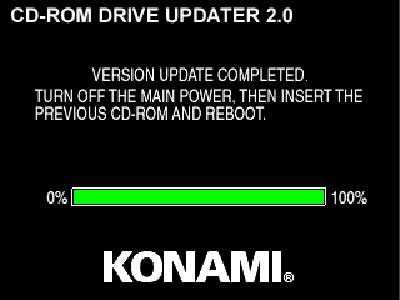 CD-ROM DRIVE UPDATER 2.0
VERSION UPDATE COMPLETED.
TURN OFF THE MAIN POWER, THEN INSERT THE
PREVIOUS CD-ROM AND REBOOT.
0% 100%
KONAMI®